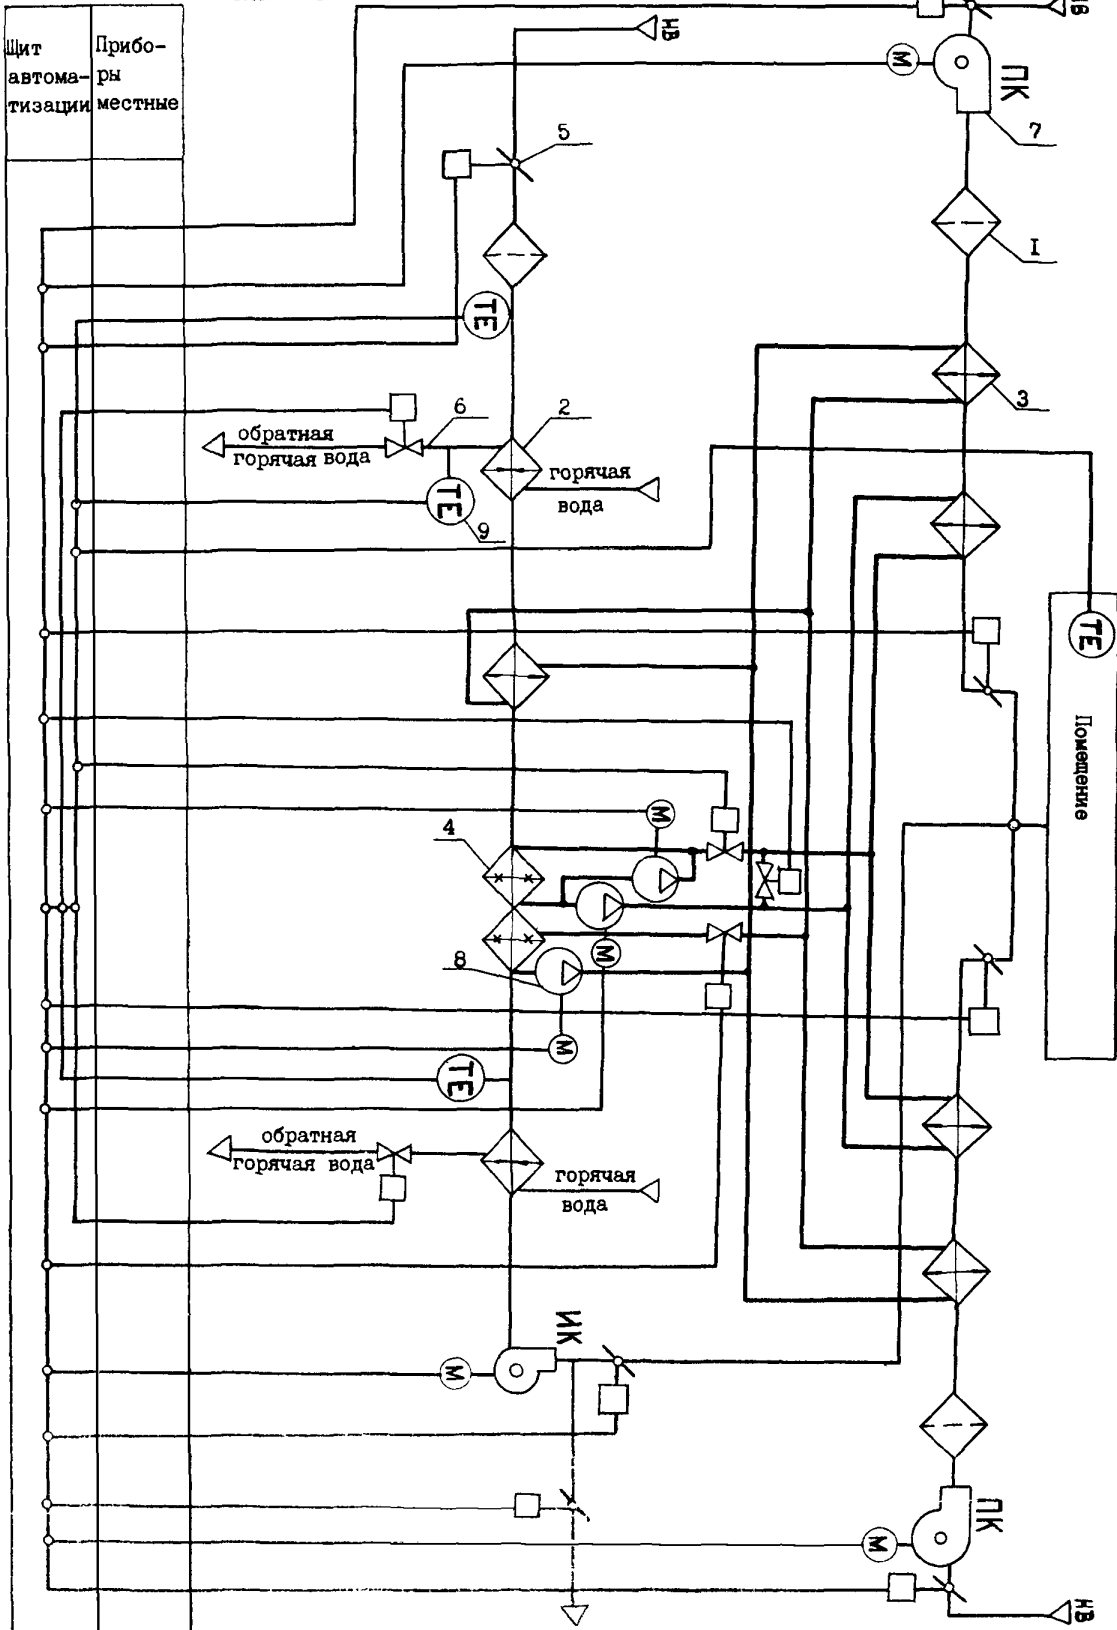 Щит
автома-
тизации
Прибо-
ры
местные
НВ
НВ
М
ПК
7
5
I
ТЕ
3
6
2
обратная
горячая вода
горячая
вода
ТЕ
9
ТЕ
Помещение
М
4
М
8
М
ТЕ
обратная
горячая вода
горячая
вода
ИК
М
ПК
М
НВ